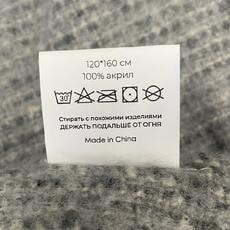 120*160 см
100% акрил
30°
Стирать с похожими изделиями
ДЕРЖАТЬ ПОДАЛЬШЕ ОТ ОГНЯ
Made in China